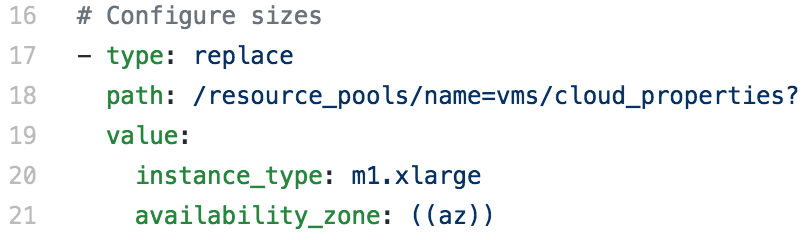 16 # Configure sizes
17 - type: replace
18 path: /resource_pools/name=vms/cloud_properties?
19 value:
20 instance_type: m1.xlarge
21 availability_zone: ((az))